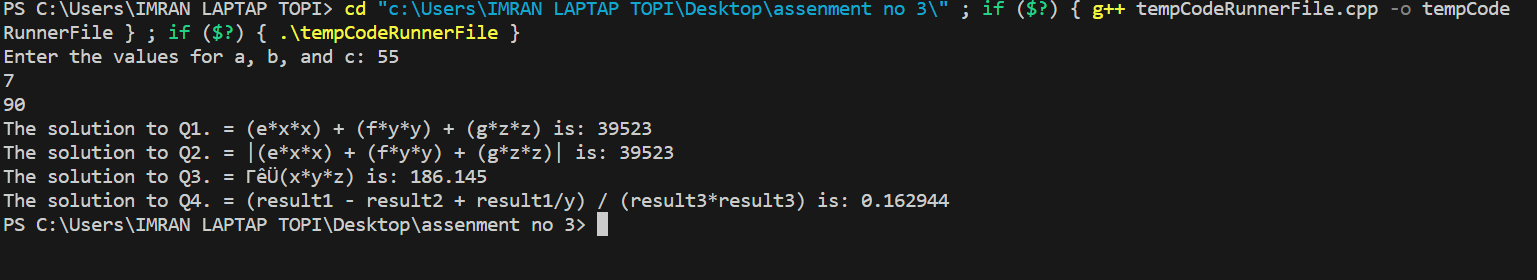 PS C:\Users\IMRAN LAPTAP TOPI> cd "c:\Users\IMRAN LAPTAP TOPI\Desktop\assenment no 3\" ; if ($?) { g++ tempCodeRunnerFile.cpp -o tempCode
RunnerFile } ; if ($?) { .\tempCodeRunnerFile }
Enter the values for a, b, and c: 55
7
90
The solution to Q1. = (e*x*x) + (f*y*y) + (g*z*z) is: 39523
The solution to Q2. = |(e*x*x) + (f*y*y) + (g*z*z)| is: 39523
The solution to Q3. = ΓêÜ(x*y*z) is: 186.145
The solution to Q4. = (result1 - result2 + result1/y) / (result3*result3) is: 0.162944
PS C:\Users\IMRAN LAPTAP TOPI\Desktop\assenment no 3>